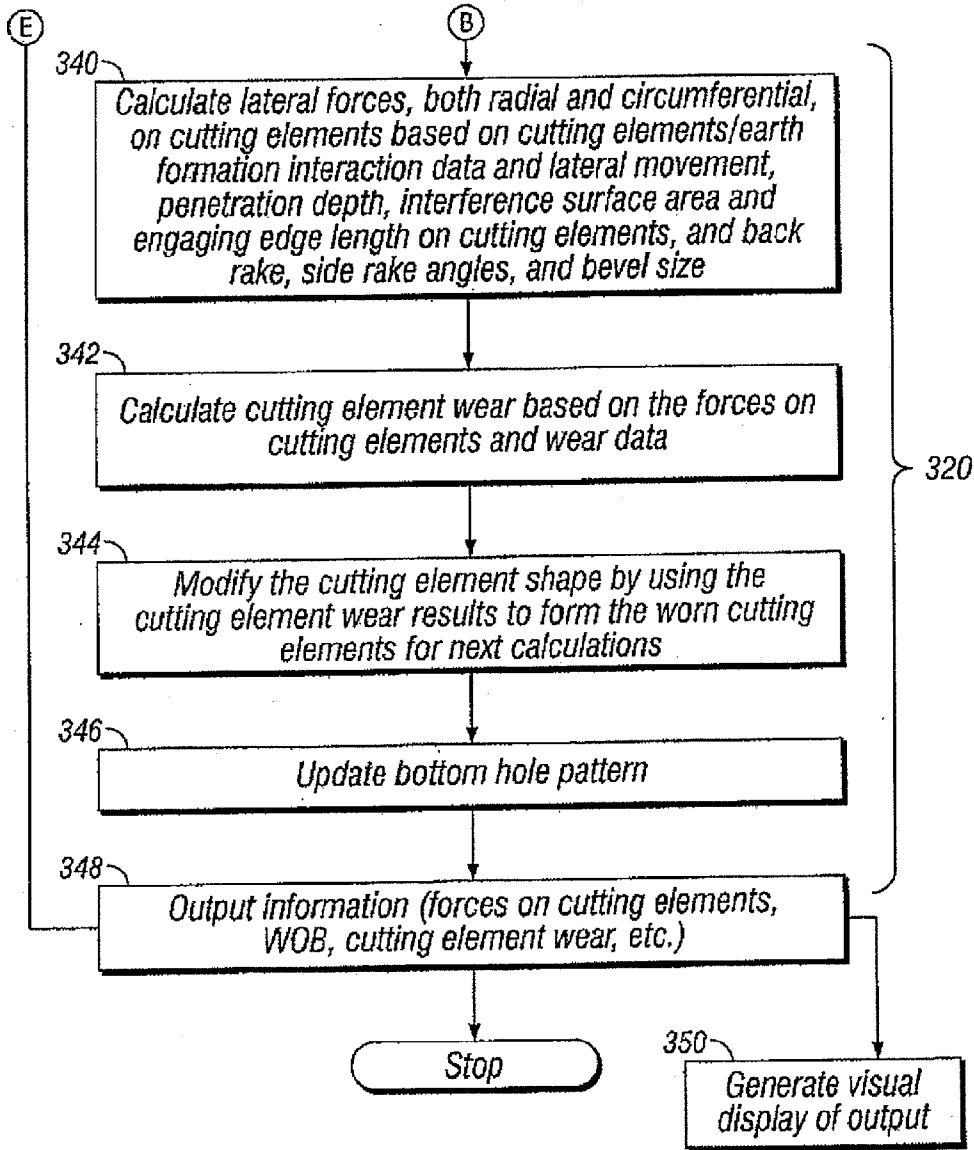 E
B
340
Calculate lateral forces, both radial and circumferential,
on cutting elements based on cutting elements/earth
formation interaction data and lateral movement,
penetration depth, interference surface area and
engaging edge length on cutting elements, and back
rake, side rake angles, and bevel size
342
Calculate cutting element wear based on the forces on
cutting elements and wear data
320
344
Modify the cutting element shape by using the
cutting element wear results to form the worn cutting
elements for next calculations
346
Update bottom hole pattern
348
Output information (forces on cutting elements,
WOB, cutting element wear, etc.)
Stop
350
Generate visual
display of output